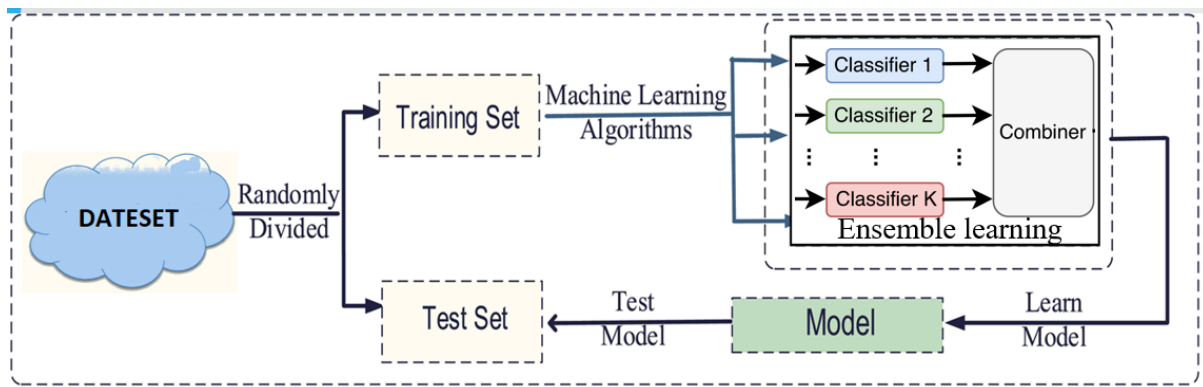 DATESET
Randomly
Divided
Training Set
Machine Learning
Algorithms
Classifier 1
Classifier 2
Classifier K
Combiner
Ensemble learning
Test Set
Test
Model
Model
Learn
Model